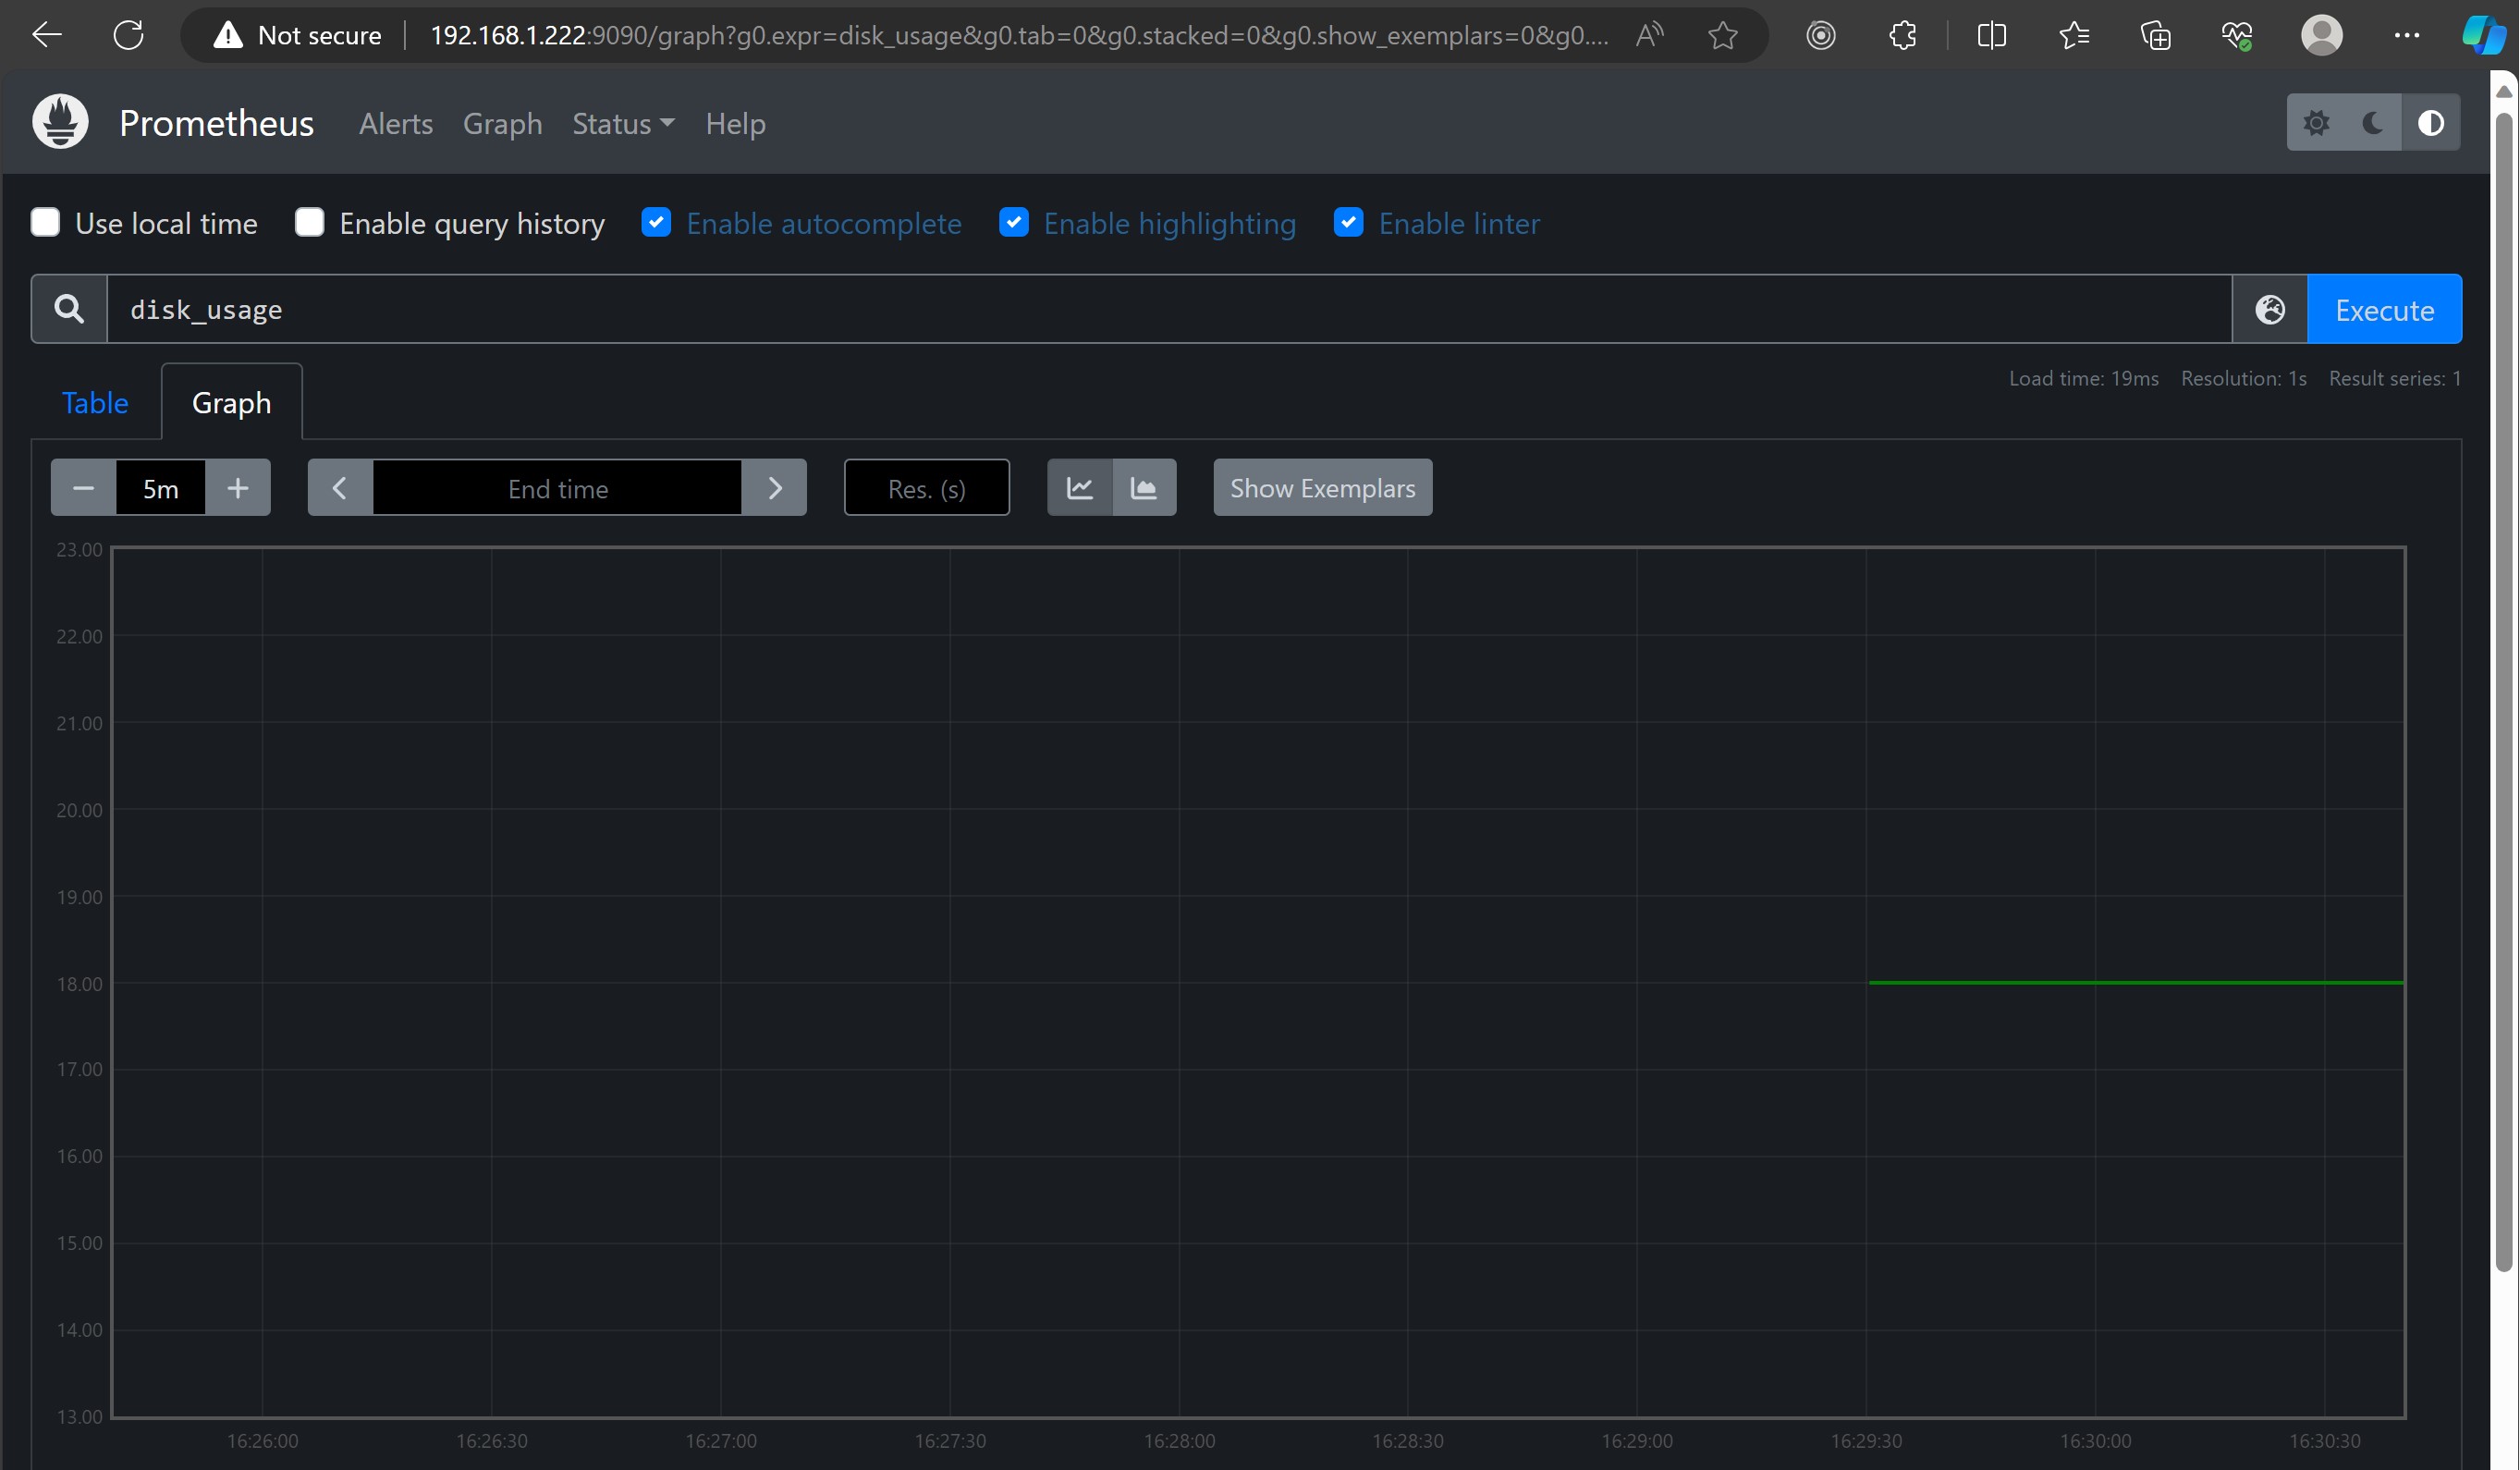 Not secure 192.168.1.222:9090/graph?g0.expr=disk_usage&g0.tab=0&g0.stacked=0&g0.show_exemplars=0&g0....
Prometheus Alerts Graph Status Help
Use local time Enable query history Enable autocomplete Enable highlighting Enable linter
disk_usage Execute
Load time: 19ms Resolution: 1s Result series: 1
Table Graph
5m End time Res. (s) Show Exemplars
23.00
22.00
21.00
20.00
19.00
18.00
17.00
16.00
15.00
14.00
13.00
16:26:00 16:26:30 16:27:00 16:27:30 16:28:00 16:28:30 16:29:00 16:29:30 16:30:00 16:30:30